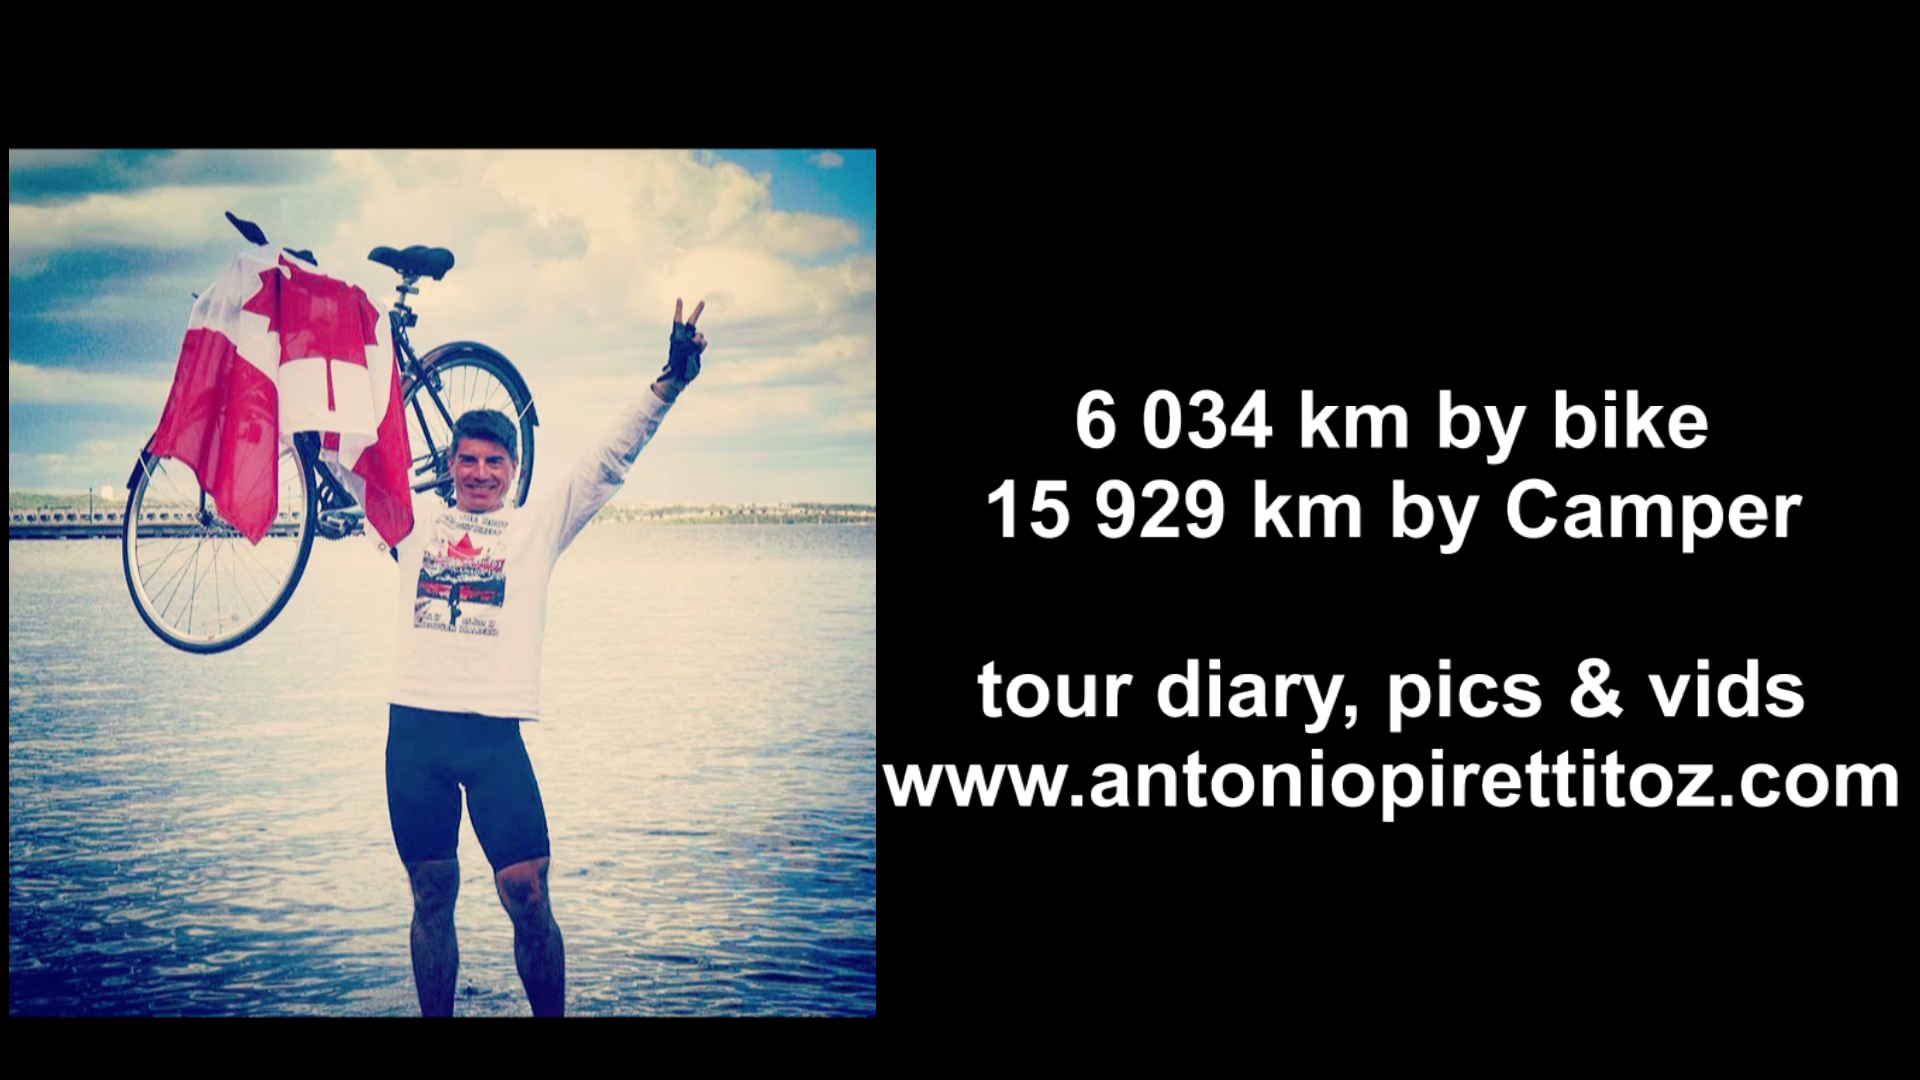 6 034 km by bike
15 929 km by Camper
tour diary, pics & vids
www.antoniopirettitoz.com